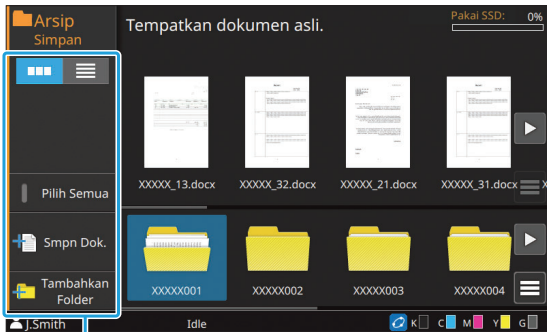 Arsip
Simpan
Tempatkan dokumen asli.
Pakai SSD: 0%
XXXXX_13.docx
XXXXX_32.docx
XXXXX_21.docx
XXXXX_31.docx
X
Pilih Semua
Smpn Dok.
Tambahkan
Folder
XXXXX001
XXXXX002
XXXXX003
XXXXX004
J.Smith
Idle
K C M Y G